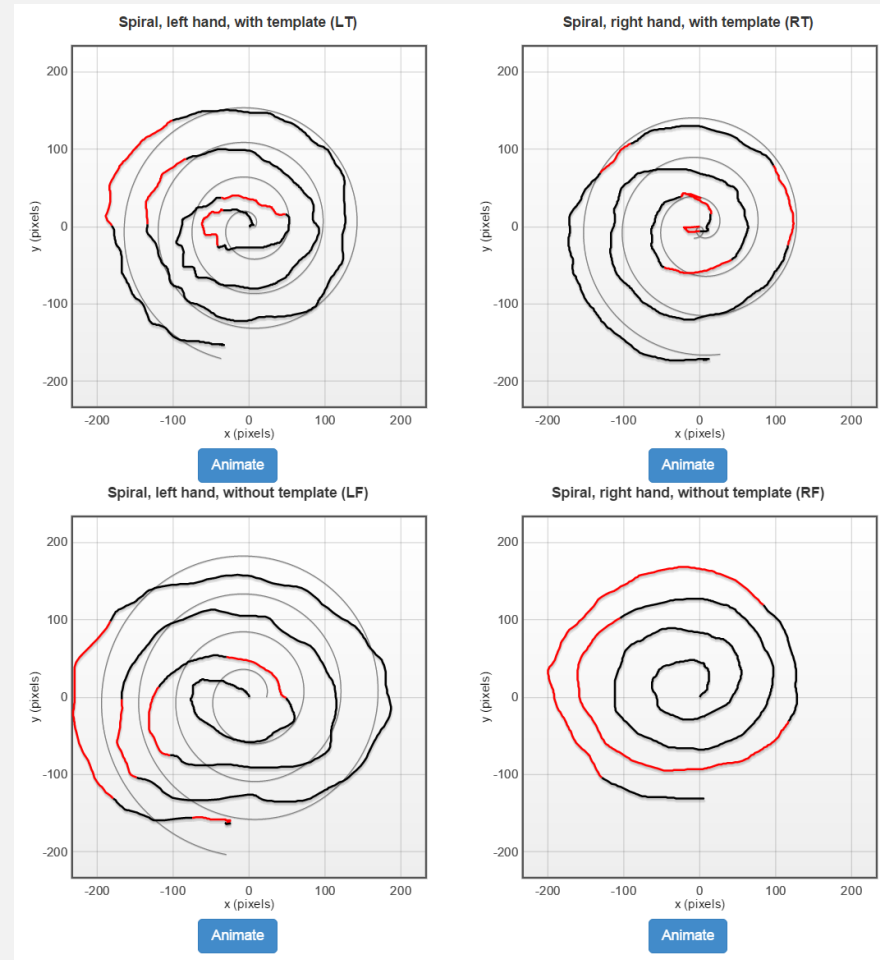 Spiral, left hand, with template (LT)
200
100
0
-100
-200
y (pixels)
-200 -100 0 100 200
x (pixels)
Animate
Spiral, right hand, with template (RT)
200
100
0
-100
-200
y (pixels)
-200 -100 0 100 200
x (pixels)
Animate
Spiral, left hand, without template (LF)
200
100
0
-100
-200
y (pixels)
-200 -100 0 100 200
x (pixels)
Animate
Spiral, right hand, without template (RF)
200
100
0
-100
-200
y (pixels)
-200 -100 0 100 200
x (pixels)
Animate